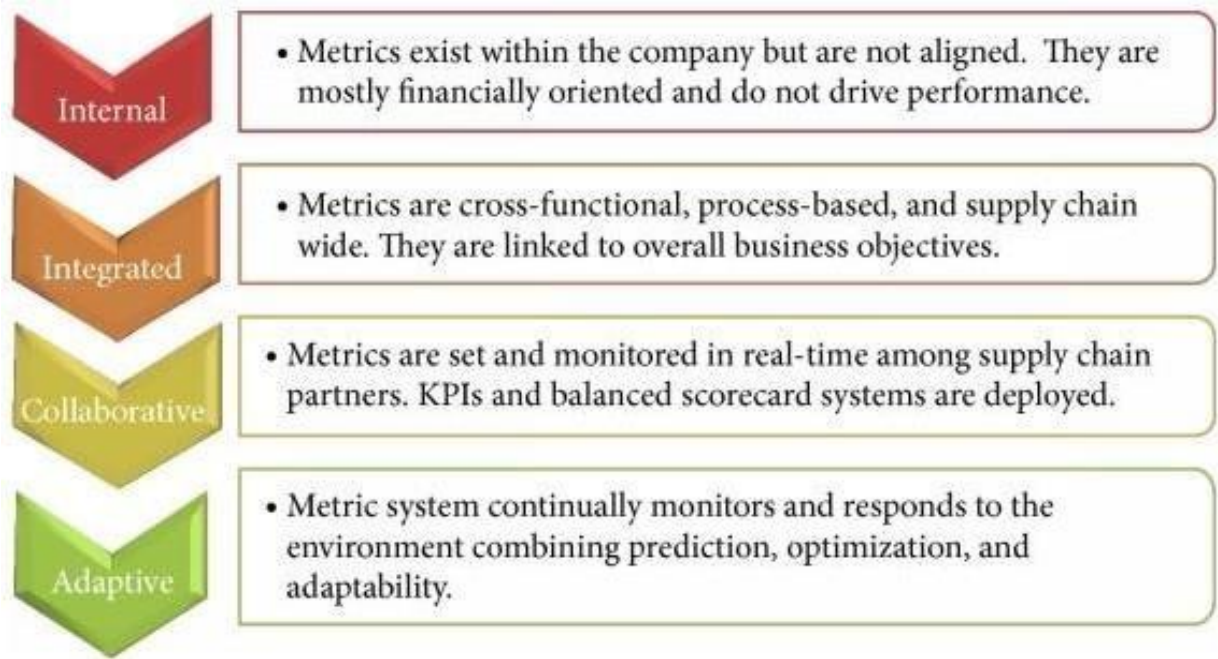 Internal
• Metrics exist within the company but are not aligned. They are
mostly financially oriented and do not drive performance.
Integrated
• Metrics are cross-functional, process-based, and supply chain
wide. They are linked to overall business objectives.
Collaborative
• Metrics are set and monitored in real-time among supply chain
partners. KPIs and balanced scorecard systems are deployed.
Adaptive
• Metric system continually monitors and responds to the
environment combining prediction, optimization, and
adaptability.